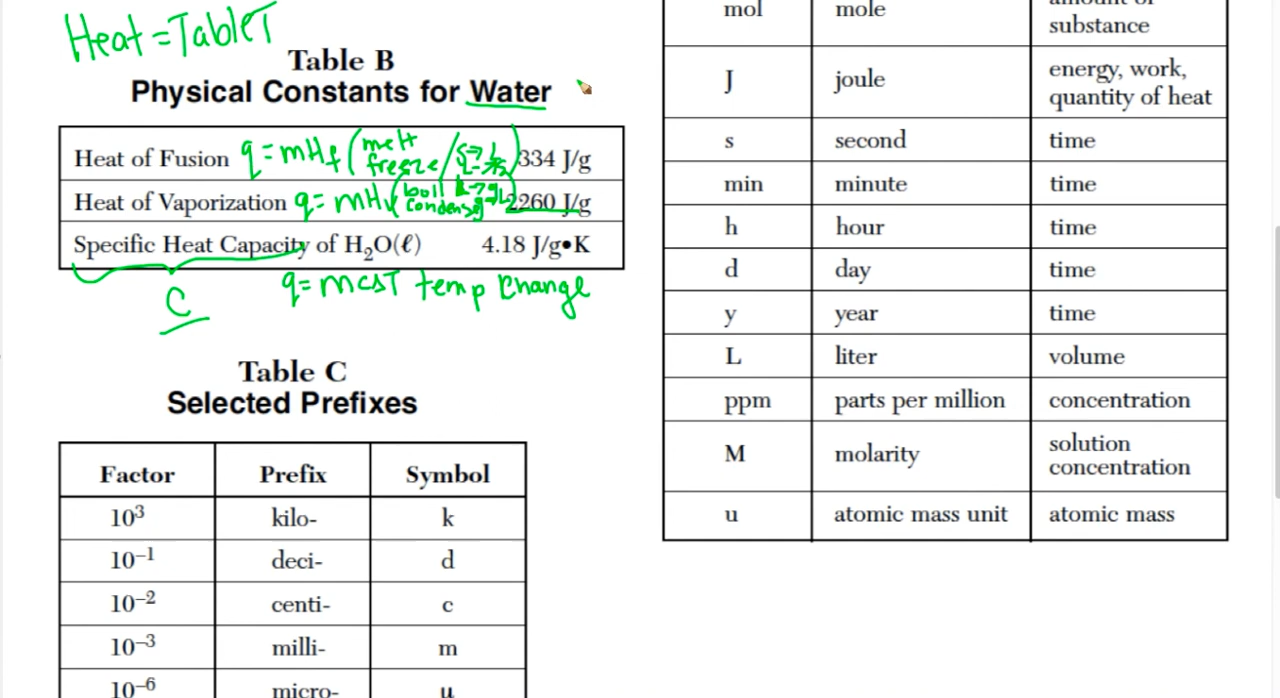 Heat = Table T
Table B
Physical Constants for Water
Heat of Fusion q = mHf (melt freeze / 334 J/g
Heat of Vaporization q = mHv (boil condense 2260 J/g
Specific Heat Capacity of H₂O(ℓ) 4.18 J/g•K
C
q = mcΔT temp change
Table C
Selected Prefixes
Factor Prefix Symbol
10³ kilo- k
10⁻¹ deci- d
10⁻² centi- c
10⁻³ milli- m
10⁻⁶ micro- μ
mol mole amount of
substance
J joule energy, work,
quantity of heat
s second time
min minute time
h hour time
d day time
y year time
L liter volume
ppm parts per million concentration
M molarity solution
concentration
u atomic mass unit atomic mass